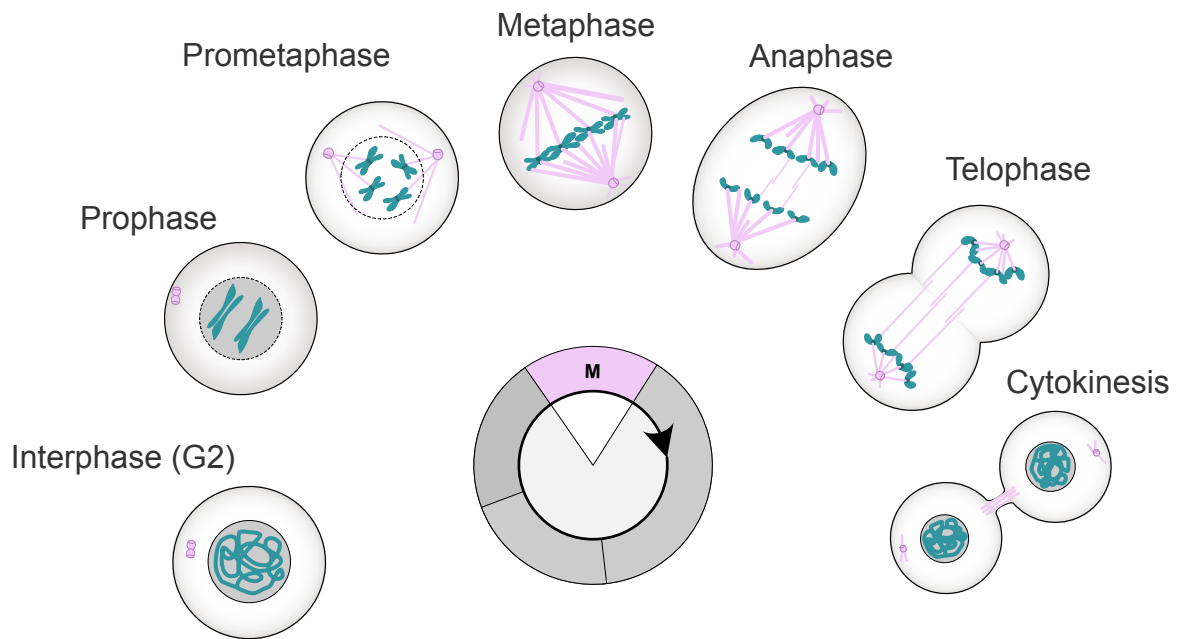 Metaphase
Prometaphase
Anaphase
Telophase
Prophase
M
Cytokinesis
Interphase (G2)